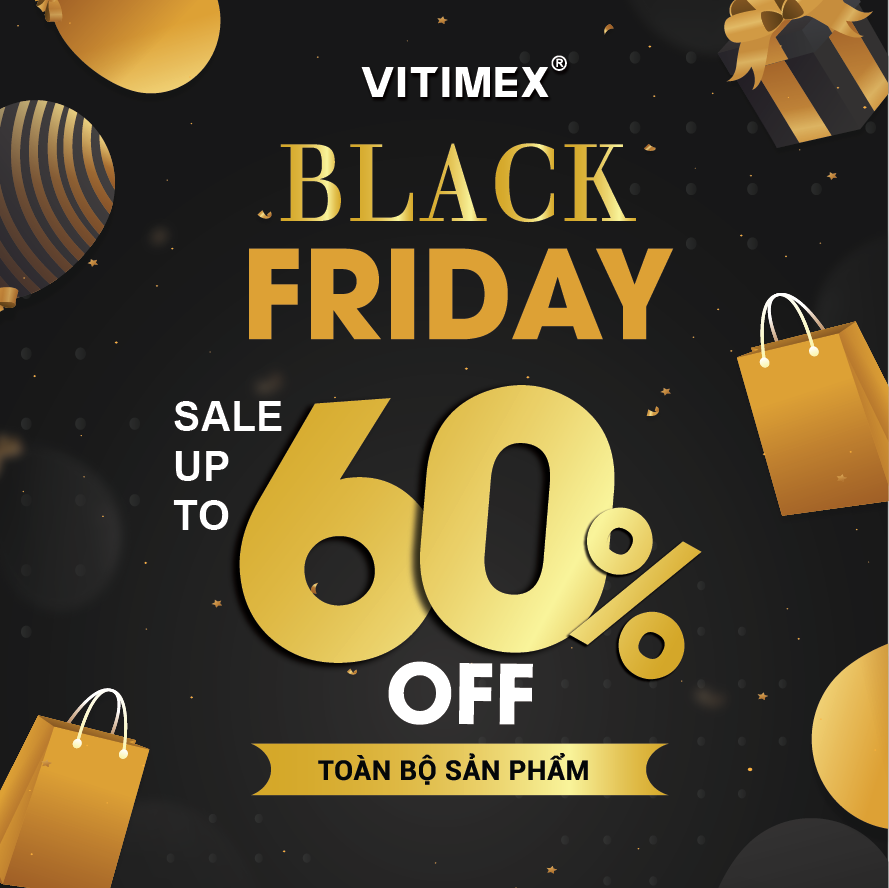 VITIMEX®
BLACK
FRIDAY
SALE
UP
TO
60%
OFF
TOÀN BỘ SẢN PHẨM